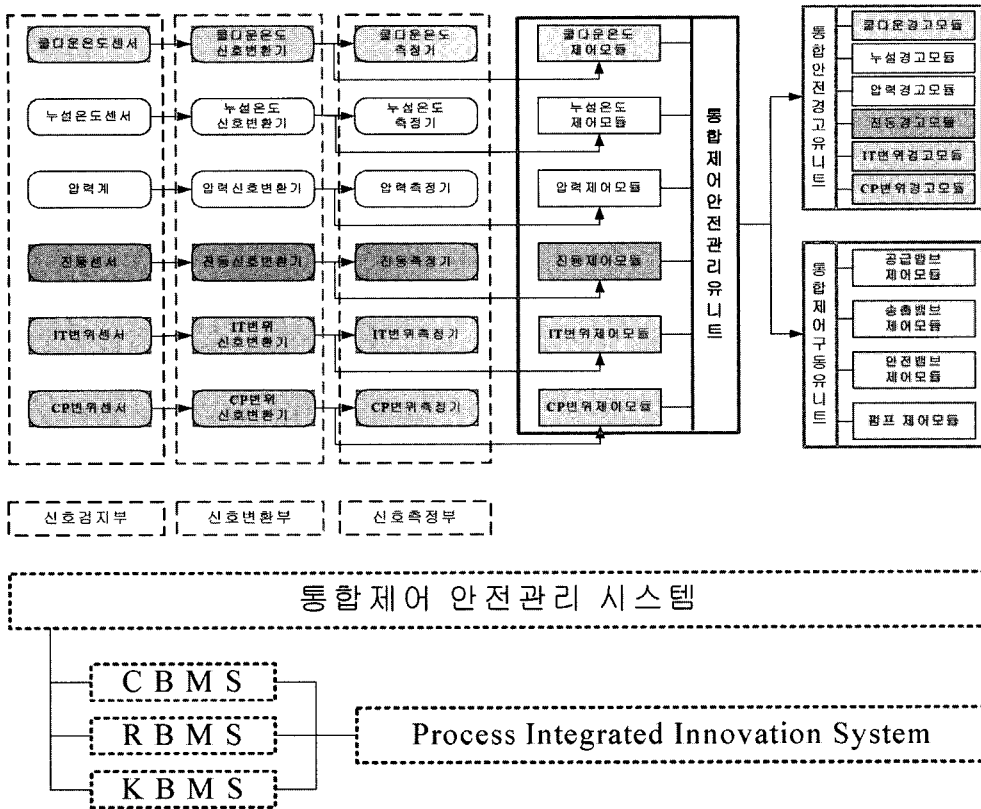 쿨다운온도센서
쿨다운온도
신호변환기
쿨다운온도
측정기
쿨다운온도
제어모듈
누설온도센서
누설온도
신호변환기
누설온도
측정기
누설온도
제어모듈
압력계
압력신호변환기
압력측정기
압력제어모듈
진동센서
진동신호변환기
진동측정기
진동제어모듈
IT변위센서
IT변위
신호변환기
IT변위측정기
IT변위제어모듈
CP변위센서
CP변위
신호변환기
CP변위측정기
CP변위제어모듈
통합제어안전관리유니트
통합안전경고유니트
쿨다운경고모듈
누설경고모듈
압력경고모듈
진동경고모듈
IT변위경고모듈
CP변위경고모듈
통합제어구동유니트
공급밸브
제어모듈
송출밸브
제어모듈
안전밸브
제어모듈
펌프 제어모듈
신호검지부
신호변환부
신호측정부
통합제어 안전관리 시스템
C B M S
R B M S
K B M S
Process Integrated Innovation System